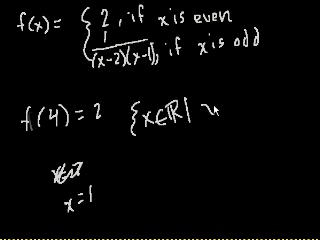 f(x) = { 2, if x is even
1/((x-2)(x-1)), if x is odd
f(4) = 2 {x∈ℝ|
x=1